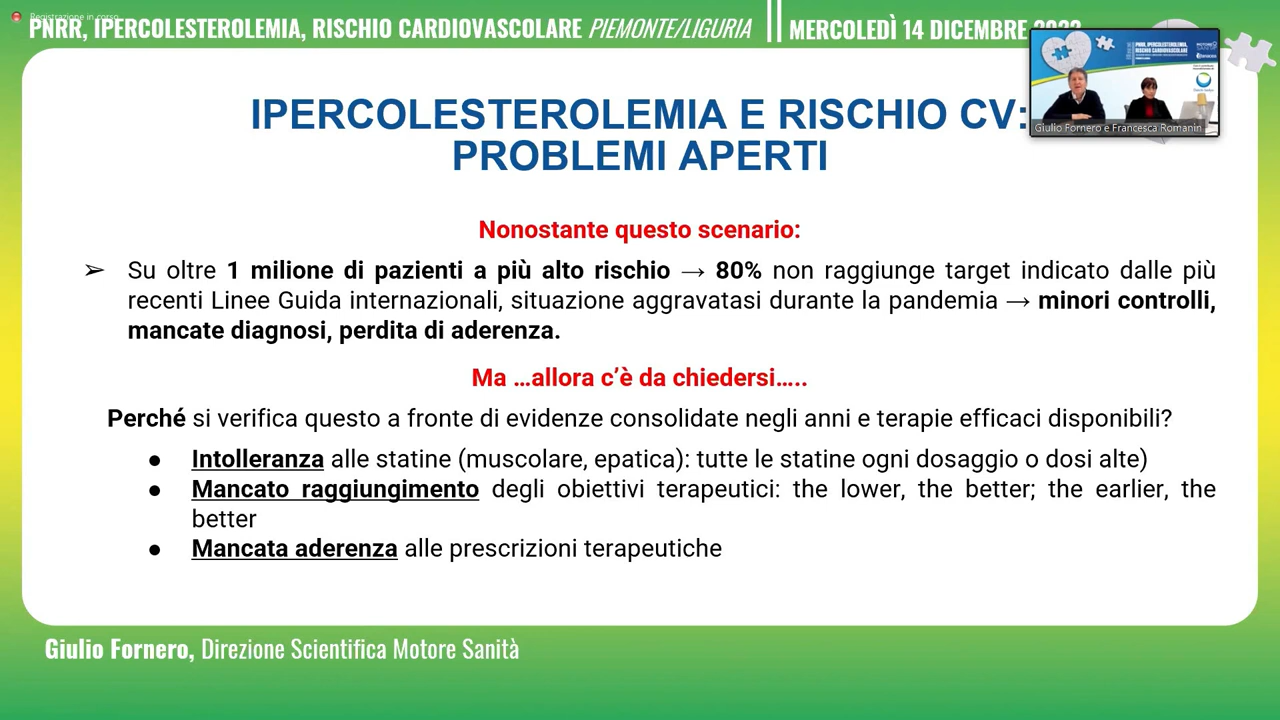 Registrazione in corso
PNRR, IPERCOLESTEROLEMIA, RISCHIO CARDIOVASCOLARE PIEMONTE/LIGURIA
MERCOLEDÌ 14 DICEMBRE 2022
PNRR, IPERCOLESTEROLEMIA,
RISCHIO CARDIOVASCOLARE
Giulio Fornero e Francesca Romanin
IPERCOLESTEROLEMIA E RISCHIO CV:
PROBLEMI APERTI
Nonostante questo scenario:
➢ Su oltre 1 milione di pazienti a più alto rischio → 80% non raggiunge target indicato dalle più
recenti Linee Guida internazionali, situazione aggravatasi durante la pandemia → minori controlli,
mancate diagnosi, perdita di aderenza.
Ma …allora c’è da chiedersi…..
Perché si verifica questo a fronte di evidenze consolidate negli anni e terapie efficaci disponibili?
● Intolleranza alle statine (muscolare, epatica): tutte le statine ogni dosaggio o dosi alte)
● Mancato raggiungimento degli obiettivi terapeutici: the lower, the better; the earlier, the
better
● Mancata aderenza alle prescrizioni terapeutiche
Giulio Fornero, Direzione Scientifica Motore Sanità